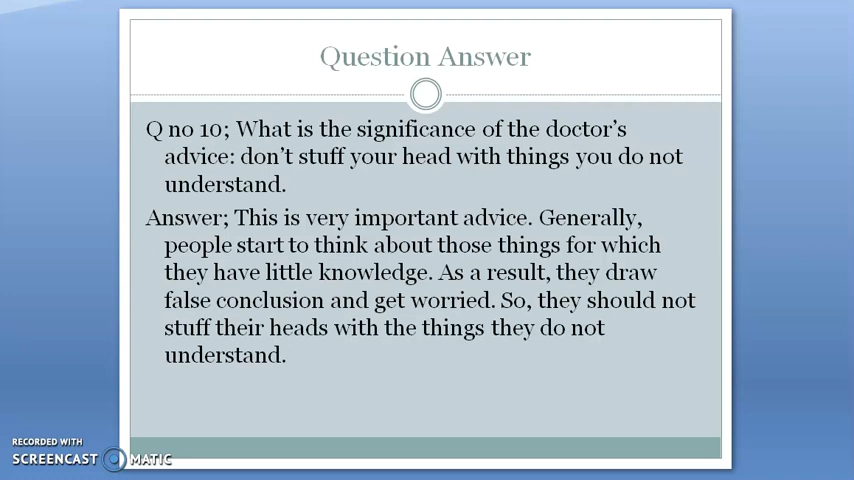 Question Answer
Q no 10; What is the significance of the doctor's
advice: don't stuff your head with things you do not
understand.
Answer; This is very important advice. Generally,
people start to think about those things for which
they have little knowledge. As a result, they draw
false conclusion and get worried. So, they should not
stuff their heads with the things they do not
understand.
RECORDED WITH
SCREENCAST MATIC